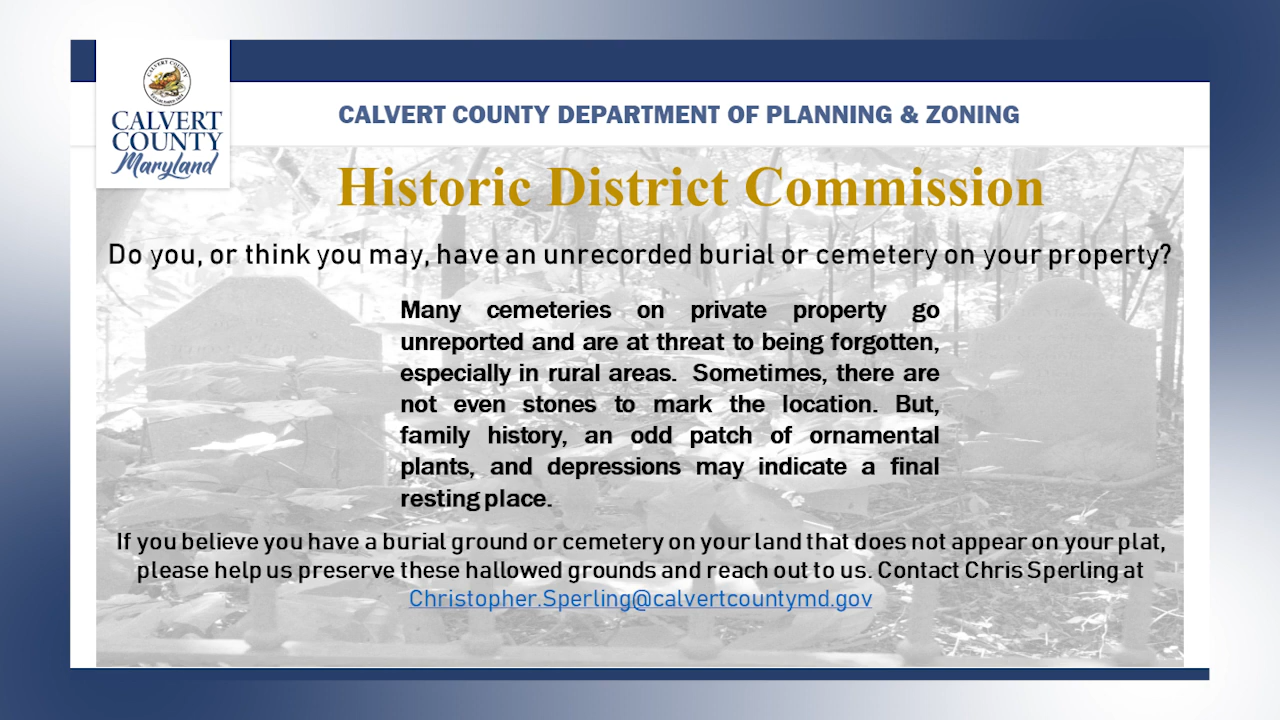 CALVERT COUNTY
CALVERT
COUNTY
Maryland
CALVERT COUNTY DEPARTMENT OF PLANNING & ZONING
Historic District Commission
Do you, or think you may, have an unrecorded burial or cemetery on your property?
Many cemeteries on private property go
unreported and are at threat to being forgotten,
especially in rural areas. Sometimes, there are
not even stones to mark the location. But,
family history, an odd patch of ornamental
plants, and depressions may indicate a final
resting place.
If you believe you have a burial ground or cemetery on your land that does not appear on your plat,
please help us preserve these hallowed grounds and reach out to us. Contact Chris Sperling at
Christopher.Sperling@calvertcountymd.gov